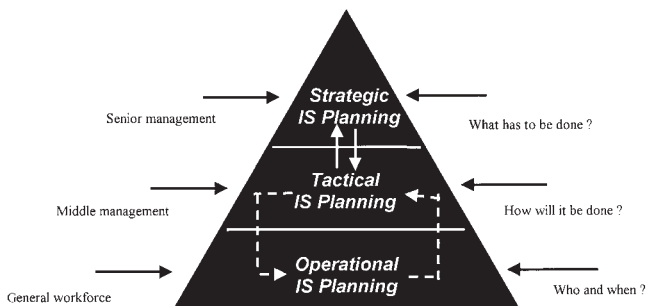 Strategic
IS Planning
Senior management
What has to be done ?
Tactical
IS Planning
Middle management
How will it be done ?
Operational
IS Planning
General workforce
Who and when ?